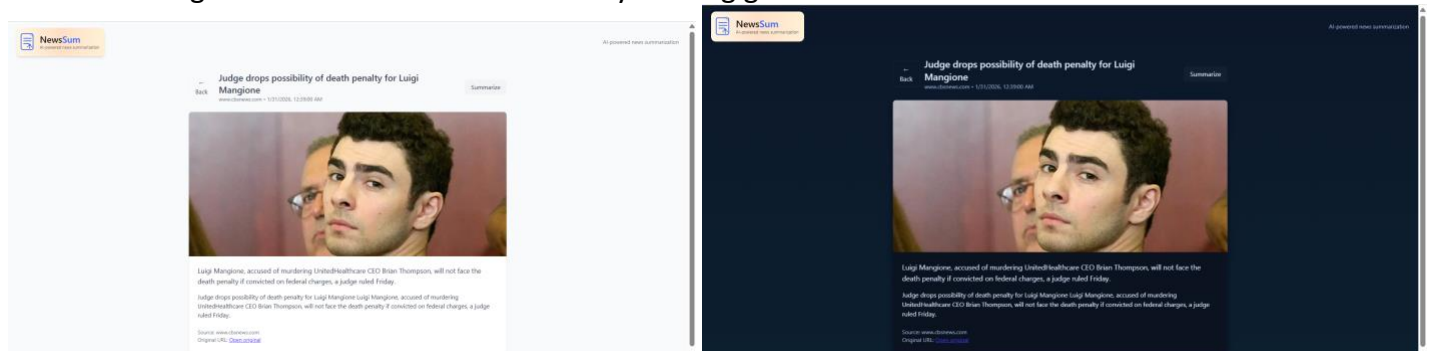 NewsSum
AI-powered news summarization
AI-powered news summarization
←
Back
Judge drops possibility of death penalty for Luigi
Mangione
www.cbsnews.com • 1/31/2026, 12:39:00 AM
Summarize
Luigi Mangione, accused of murdering UnitedHealthcare CEO Brian Thompson, will not face the
death penalty if convicted on federal charges, a judge ruled Friday.
Judge drops possibility of death penalty for Luigi Mangione Luigi Mangione, accused of murdering
UnitedHealthcare CEO Brian Thompson, will not face the death penalty if convicted on federal charges, a judge
ruled Friday.
Source: www.cbsnews.com
Original URL: Open original
NewsSum
AI-powered news summarization
AI-powered news summarization
←
Back
Judge drops possibility of death penalty for Luigi
Mangione
www.cbsnews.com • 1/31/2026, 12:39:00 AM
Summarize
Luigi Mangione, accused of murdering UnitedHealthcare CEO Brian Thompson, will not face the
death penalty if convicted on federal charges, a judge ruled Friday.
Judge drops possibility of death penalty for Luigi Mangione Luigi Mangione, accused of murdering
UnitedHealthcare CEO Brian Thompson, will not face the death penalty if convicted on federal charges, a judge
ruled Friday.
Source: www.cbsnews.com
Original URL: Open original